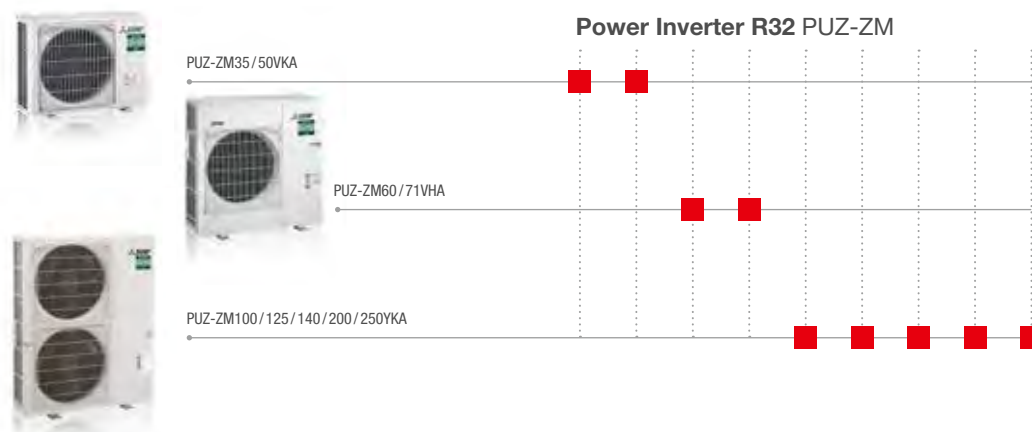 Power Inverter R32 PUZ-ZM
PUZ-ZM35/50VKA
PUZ-ZM60/71VHA
PUZ-ZM100/125/140/200/250YKA